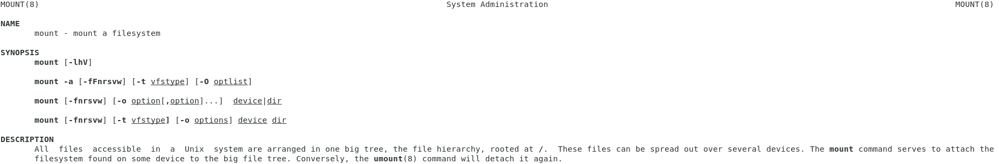 MOUNT(8) System Administration MOUNT(8)
NAME
mount - mount a filesystem
SYNOPSIS
mount [-lhV]
mount -a [-fFnrsvw] [-t vfstype] [-O optlist]
mount [-fnrsvw] [-o option[,option]...]  device|dir
mount [-fnrsvw] [-t vfstype] [-o options] device dir
DESCRIPTION
All  files  accessible  in  a  Unix  system are arranged in one big tree, the file hierarchy, rooted at /.  These files can be spread out over several devices. The mount command serves to attach the
filesystem found on some device to the big file tree. Conversely, the umount(8) command will detach it again.